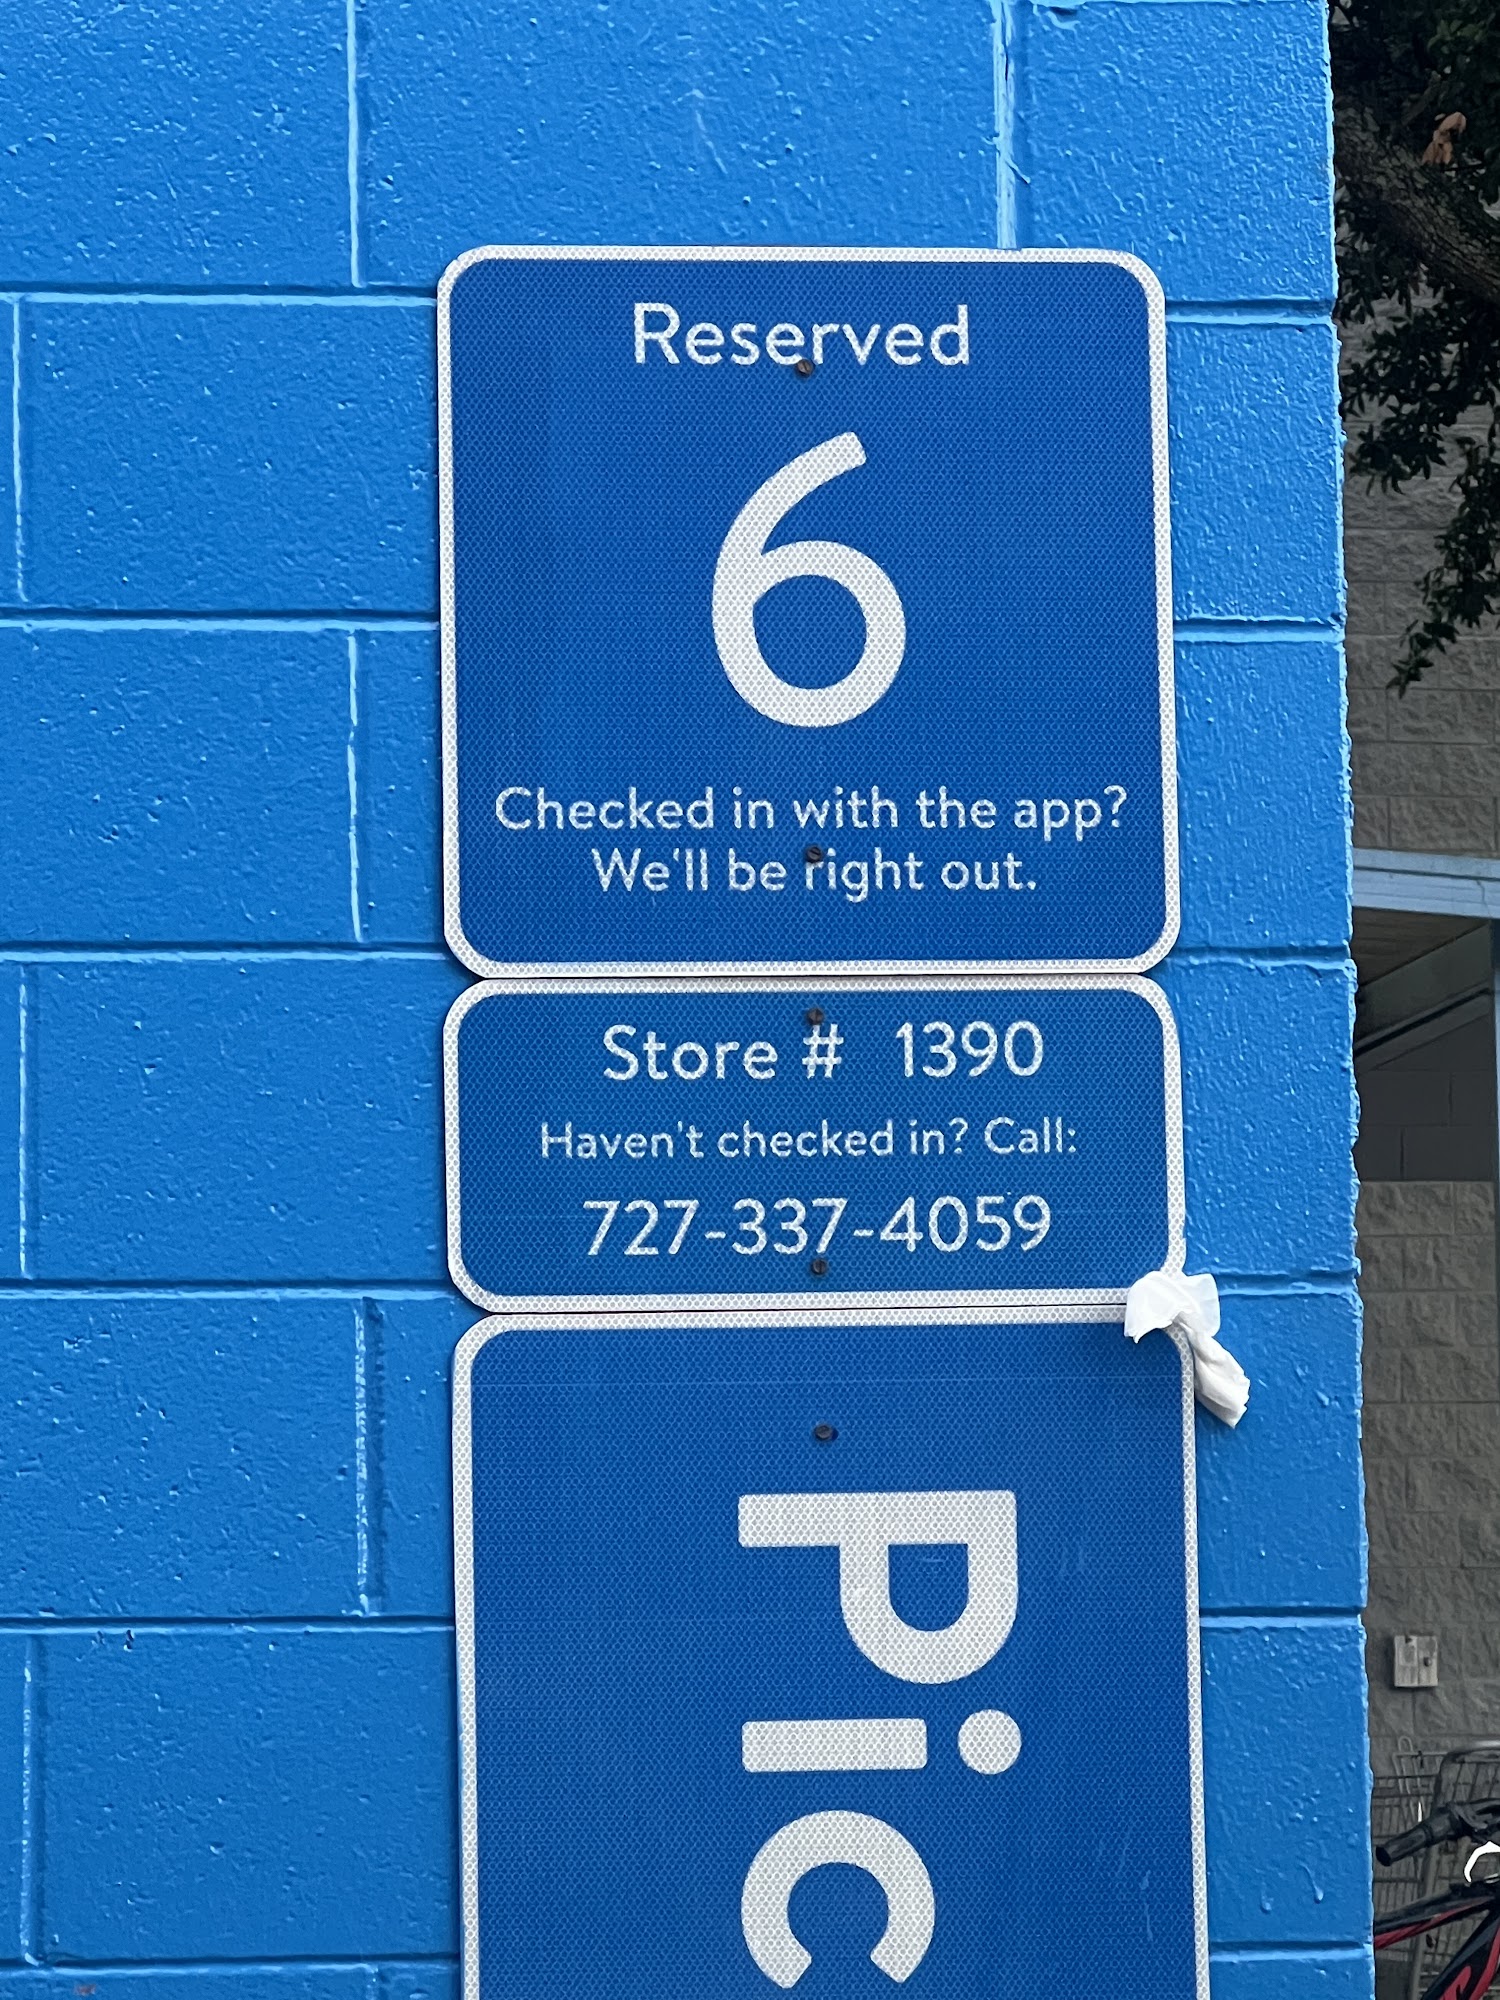 Reserved
6
Checked in with the app?
We'll be right out.
Store # 1390
Haven't checked in? Call:
727-337-4059
Pic